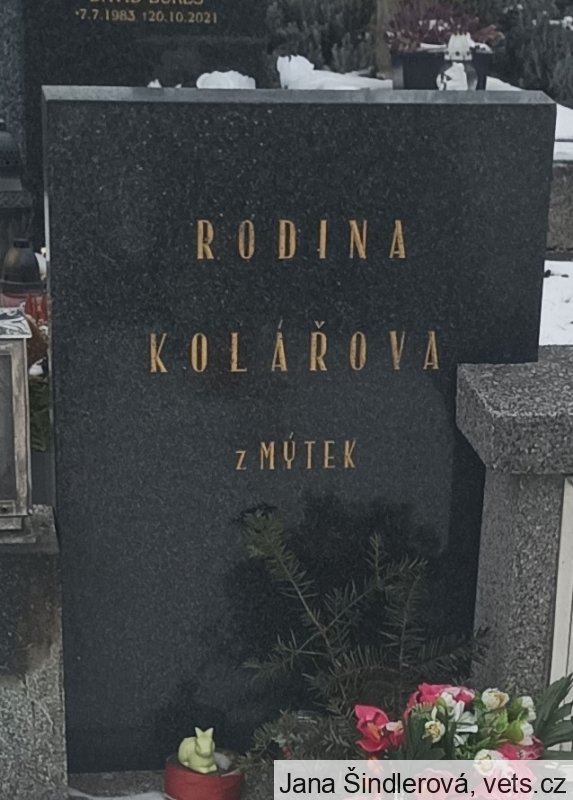 *7.7.1983 †20.10.2021
RODINA
KOLÁŘOVA
z MÝTEK
Jana Šindlerová, vets.cz